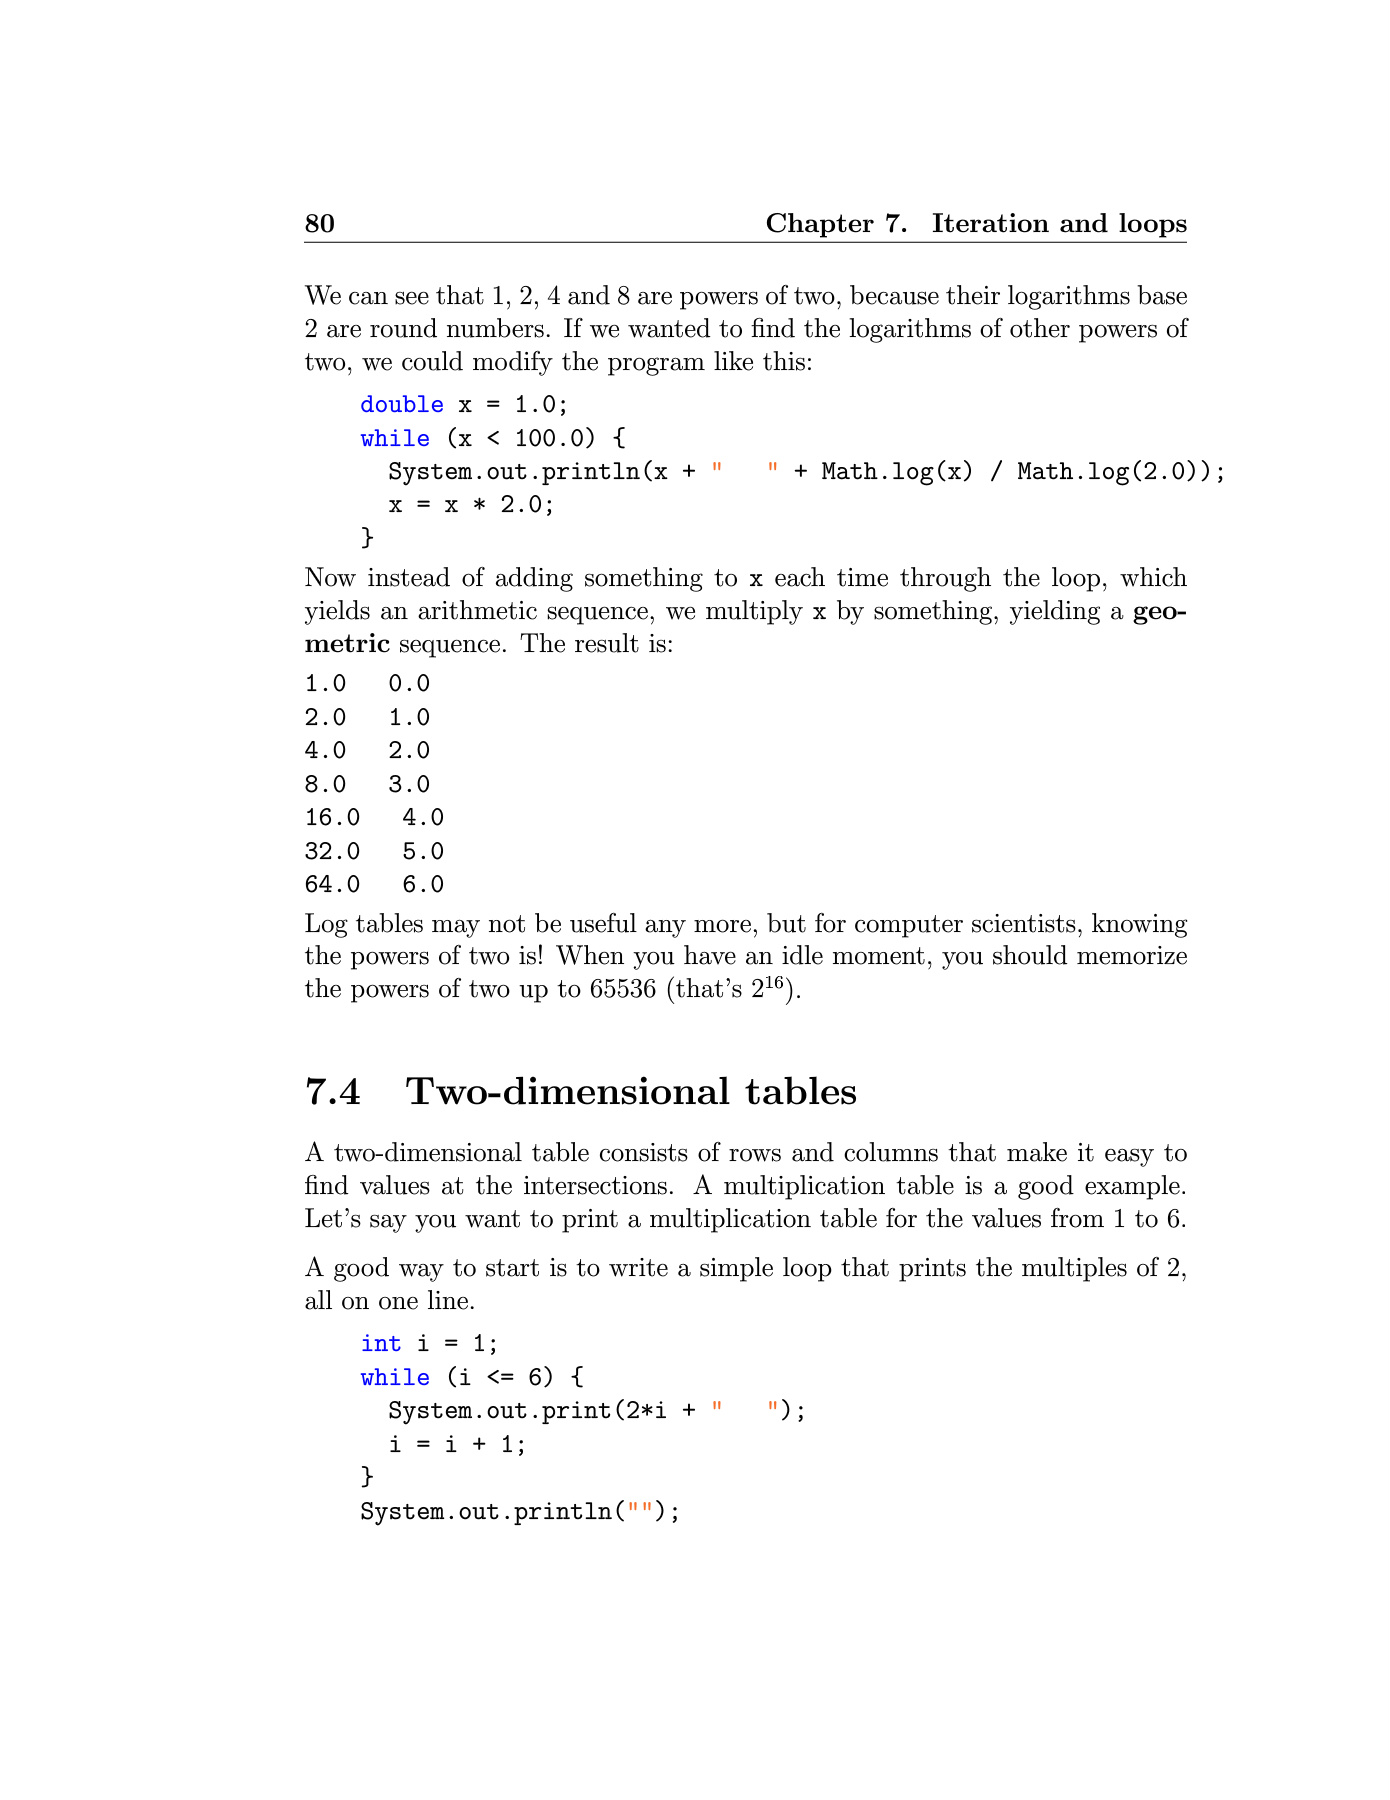 80 Chapter 7. Iteration and loops
We can see that 1, 2, 4 and 8 are powers of two, because their logarithms base
2 are round numbers. If we wanted to find the logarithms of other powers of
two, we could modify the program like this:
double x = 1.0;
while (x < 100.0) {
  System.out.println(x + "   " + Math.log(x) / Math.log(2.0));
  x = x * 2.0;
}
Now instead of adding something to x each time through the loop, which
yields an arithmetic sequence, we multiply x by something, yielding a geo-
metric sequence. The result is:
1.0   0.0
2.0   1.0
4.0   2.0
8.0   3.0
16.0   4.0
32.0   5.0
64.0   6.0
Log tables may not be useful any more, but for computer scientists, knowing
the powers of two is! When you have an idle moment, you should memorize
the powers of two up to 65536 (that's 2¹⁶).
7.4 Two-dimensional tables
A two-dimensional table consists of rows and columns that make it easy to
find values at the intersections. A multiplication table is a good example.
Let's say you want to print a multiplication table for the values from 1 to 6.
A good way to start is to write a simple loop that prints the multiples of 2,
all on one line.
int i = 1;
while (i <= 6) {
  System.out.print(2*i + "   ");
  i = i + 1;
}
System.out.println("");